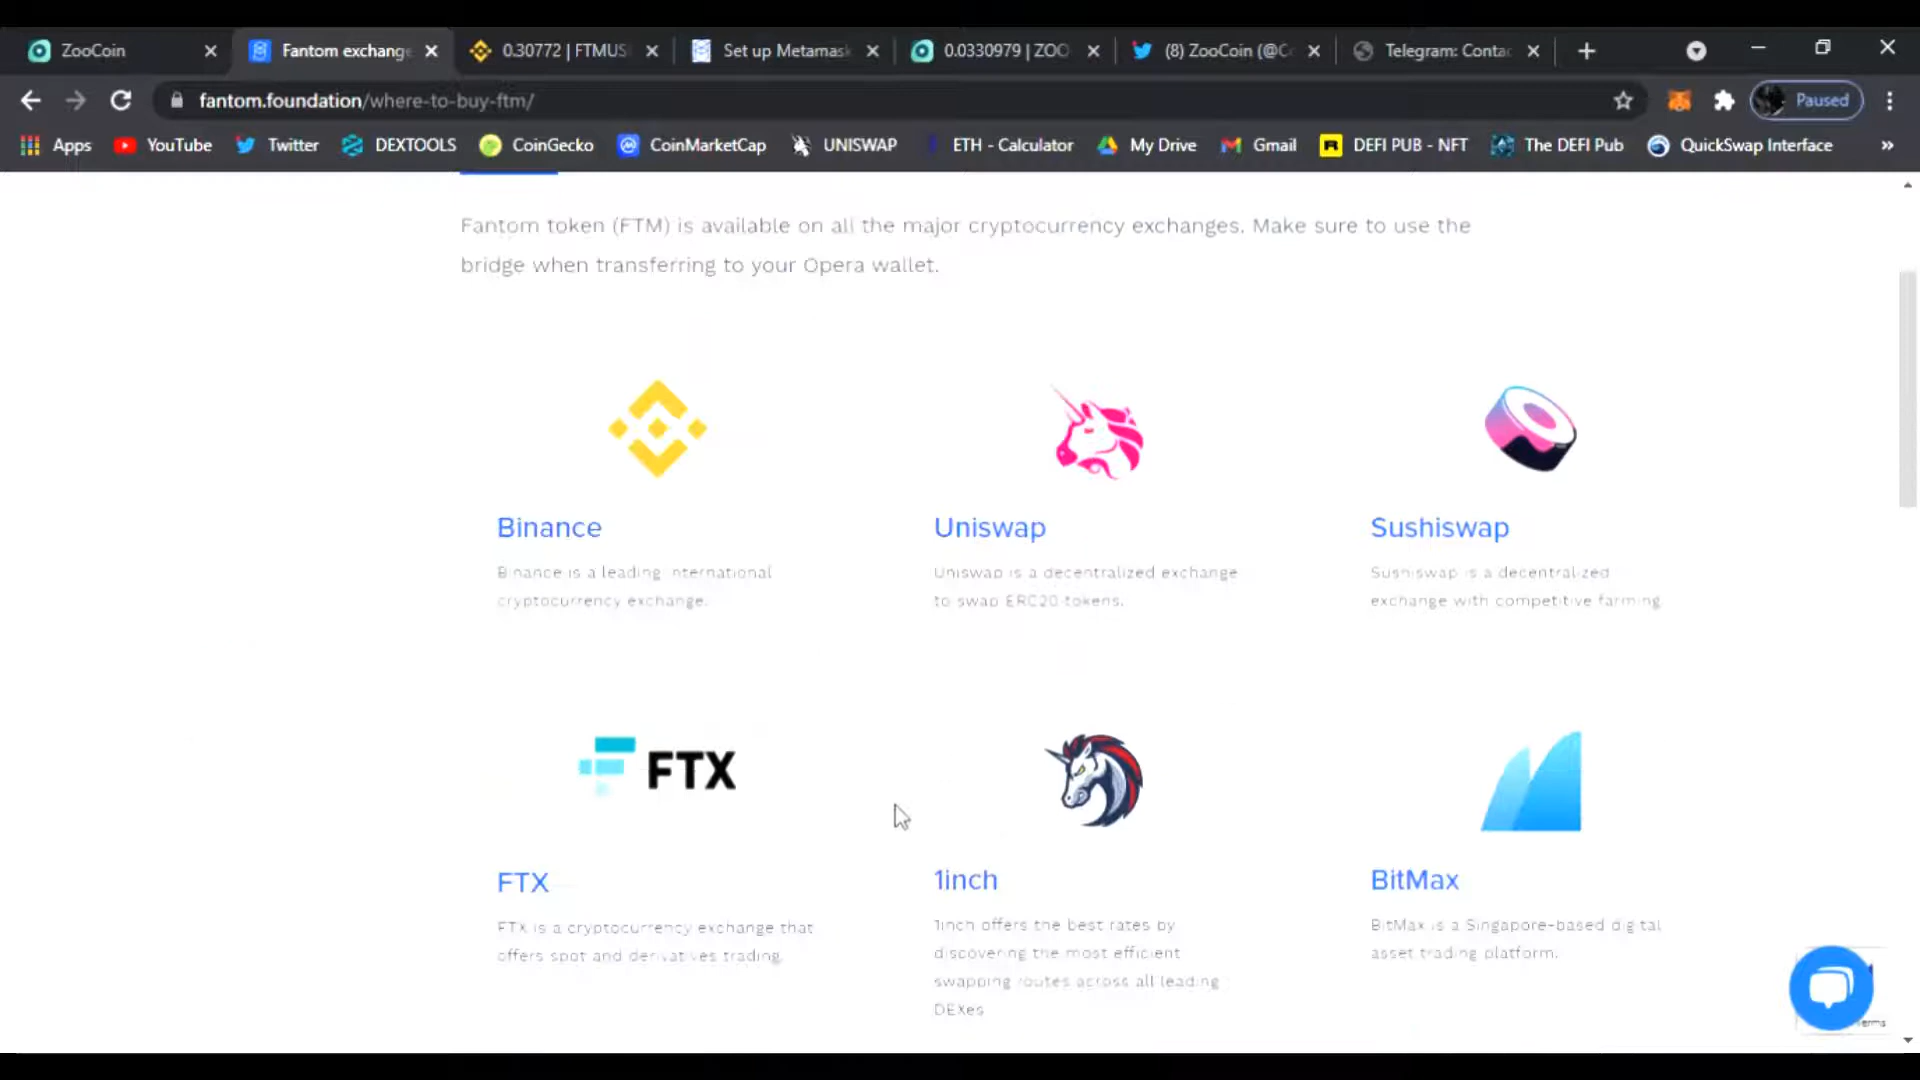 ZooCoin
Fantom exchange
0.30772 | FTMUS
Set up Metamask
0.0330979 | ZOO
(8) ZooCoin (@Co
Telegram: Contac
fantom.foundation/where-to-buy-ftm/
Paused
Apps
YouTube
Twitter
DEXTOOLS
CoinGecko
CoinMarketCap
UNISWAP
ETH - Calculator
My Drive
Gmail
DEFI PUB - NFT
The DEFI Pub
QuickSwap Interface
»
Fantom token (FTM) is available on all the major cryptocurrency exchanges. Make sure to use the
bridge when transferring to your Opera wallet.
Binance
Binance is a leading international
cryptocurrency exchange.
Uniswap
Uniswap is a decentralized exchange
to swap ERC20 tokens.
Sushiswap
Sushiswap is a decentralized
exchange with competitive farming
FTX
FTX
FTX is a cryptocurrency exchange that
offers spot and derivatives trading.
1inch
1inch offers the best rates by
discovering the most efficient
swapping routes across all leading
DEXes
BitMax
BitMax is a Singapore-based digital
asset trading platform.